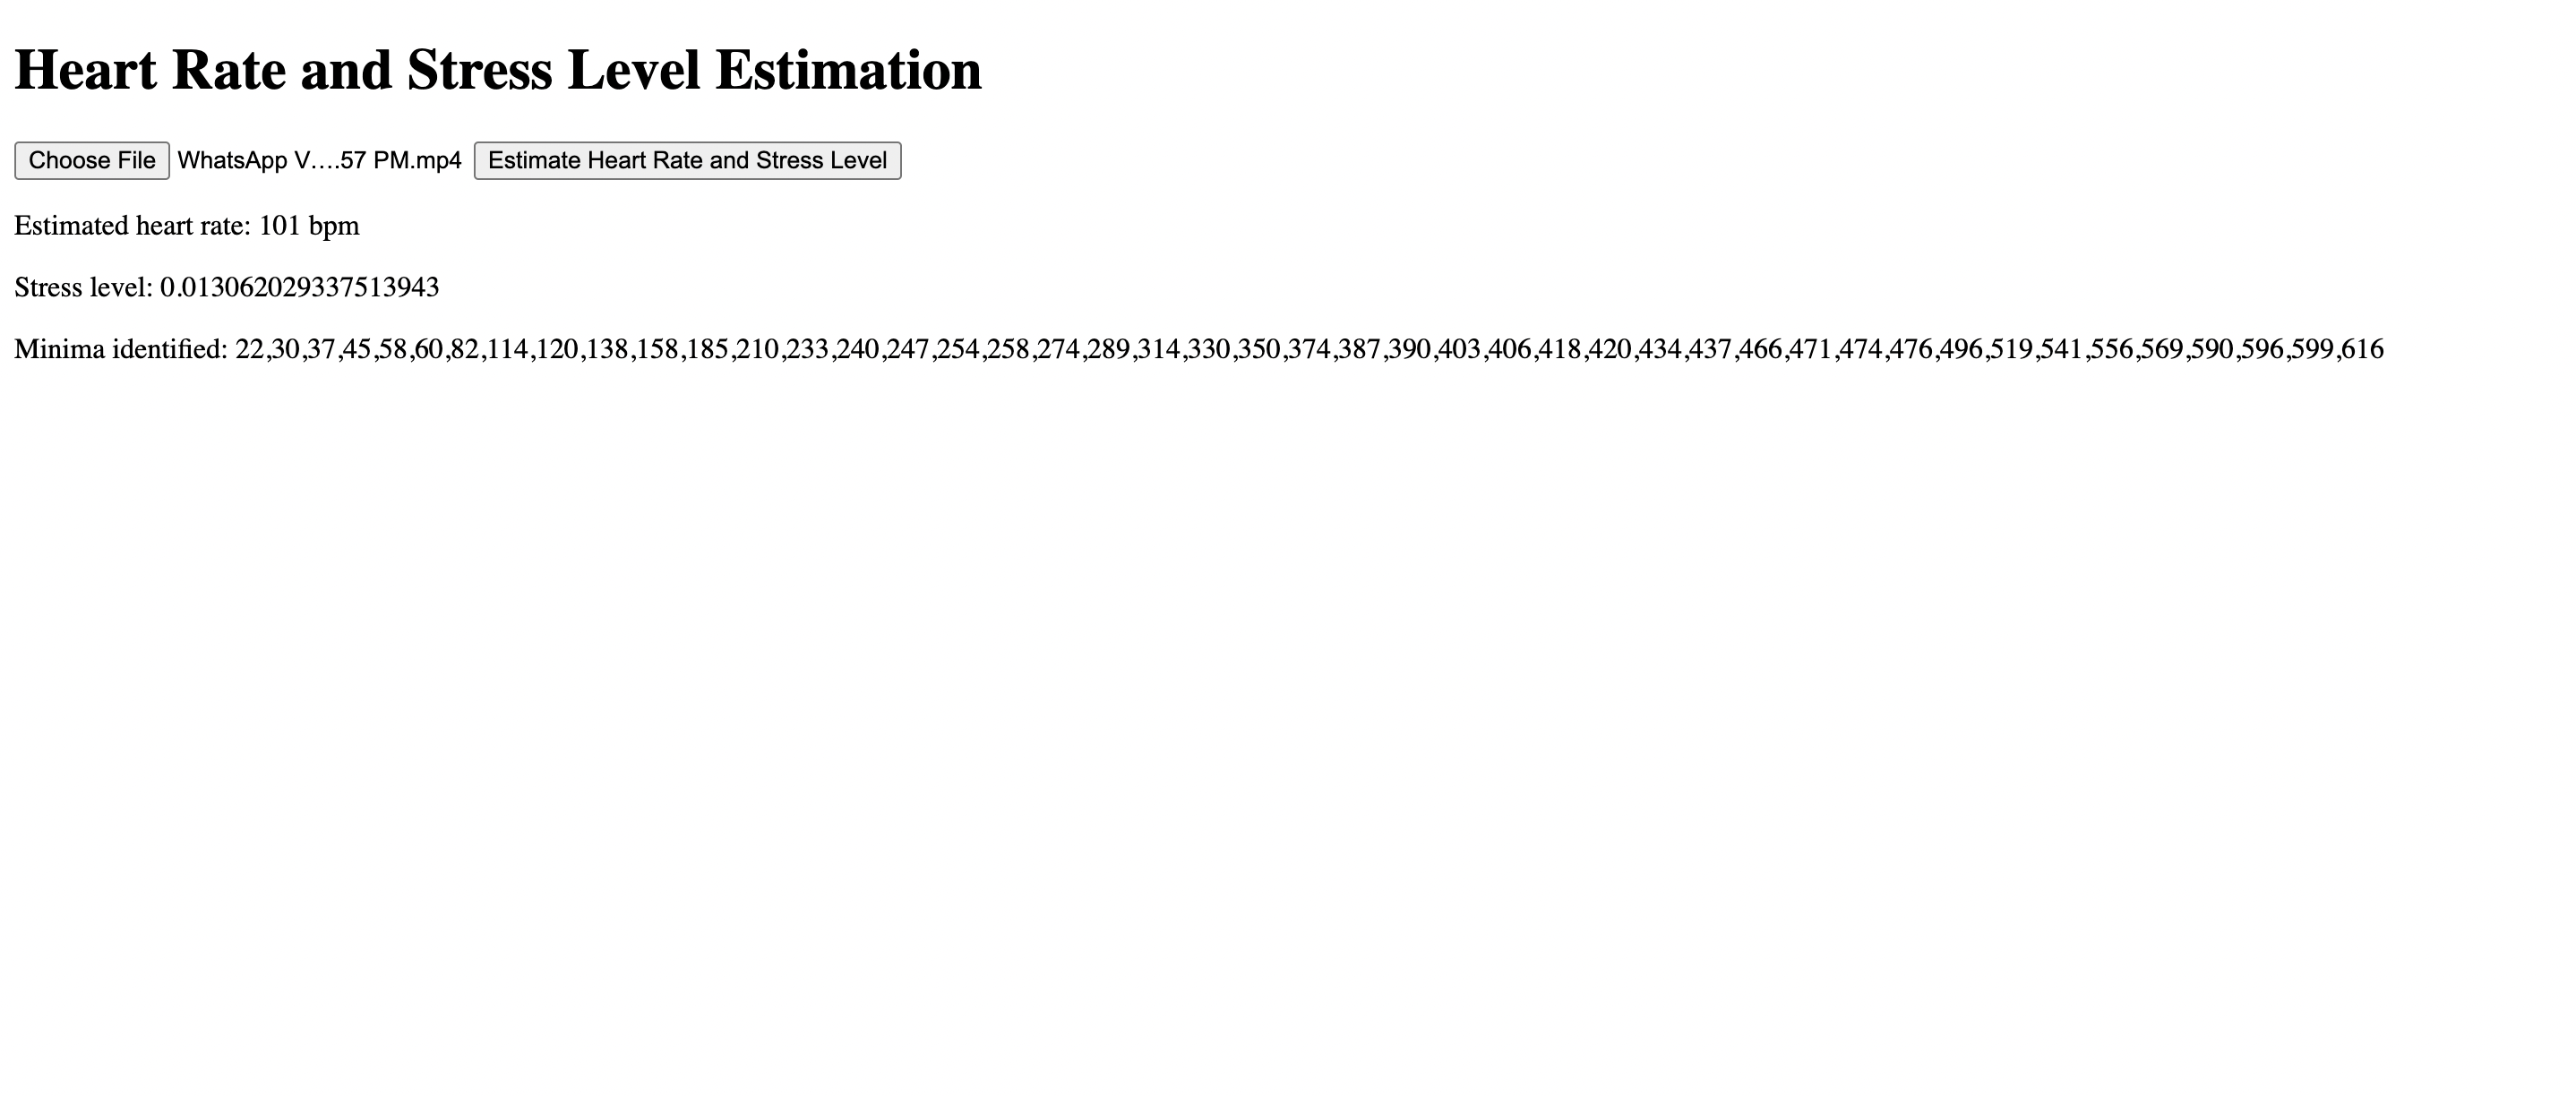 Heart Rate and Stress Level Estimation
Choose File WhatsApp V....57 PM.mp4 Estimate Heart Rate and Stress Level
Estimated heart rate: 101 bpm
Stress level: 0.013062029337513943
Minima identified: 22,30,37,45,58,60,82,114,120,138,158,185,210,233,240,247,254,258,274,289,314,330,350,374,387,390,403,406,418,420,434,437,466,471,474,476,496,519,541,556,569,590,596,599,616